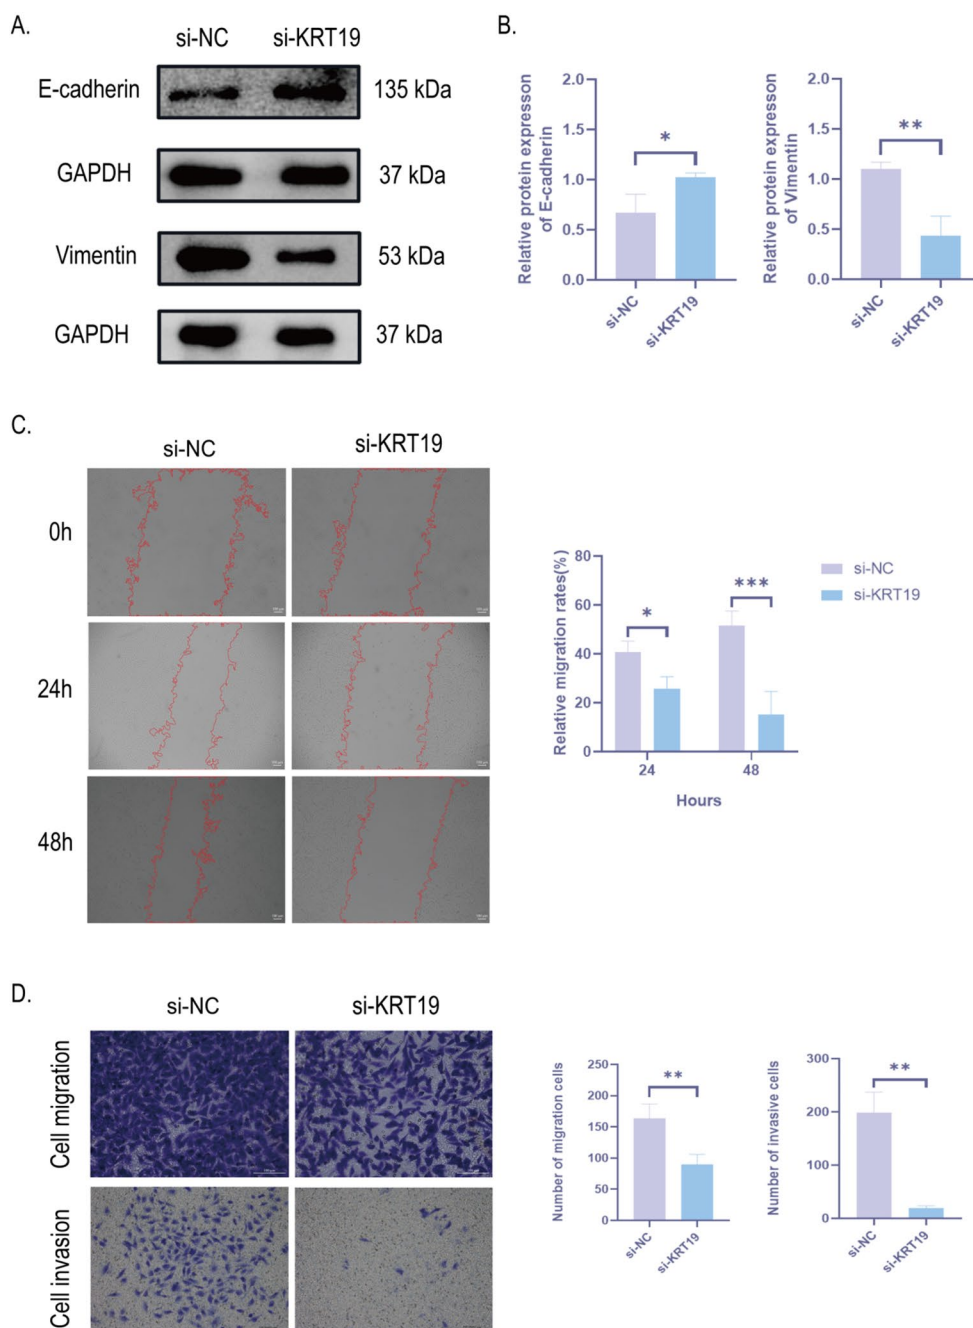 A.
si-NC si-KRT19
E-cadherin 135 kDa
GAPDH 37 kDa
Vimentin 53 kDa
GAPDH 37 kDa
B.
Relative protein expresson
of E-cadherin
2.0
1.5
1.0
0.5
0.0
*
si-NC
si-KRT19
Relative protein expresson
of Vimentin
2.0
1.5
1.0
0.5
0.0
**
si-NC
si-KRT19
C.
si-NC si-KRT19
0h
24h
48h
Relative migration rates(%)
80
60
40
20
0
*
***
24 48
Hours
si-NC
si-KRT19
D.
si-NC si-KRT19
Cell migration
Cell invasion
Number of migration cells
250
200
150
100
50
0
**
si-NC
si-KRT19
Number of invasive cells
300
200
100
0
**
si-NC
si-KRT19